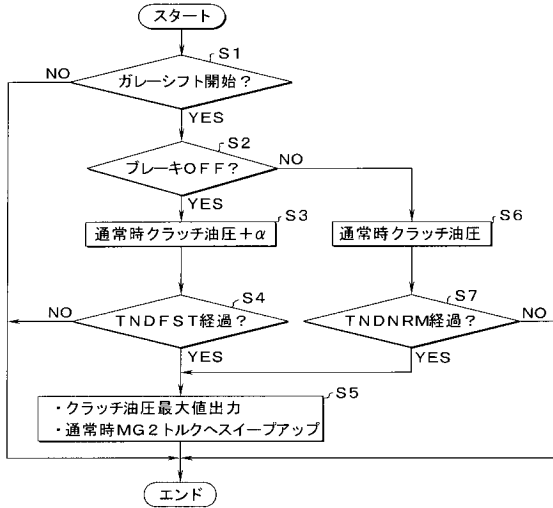 スタート
S1
ガレーシフト開始?
NO
YES
S2
ブレーキOFF?
NO
YES
S3
通常時クラッチ油圧+α
S6
通常時クラッチ油圧
S4
TNDFST経過?
NO
YES
S7
TNDNRM経過?
NO
YES
S5
・クラッチ油圧最大値出力
・通常時MG2トルクへスイープアップ
エンド